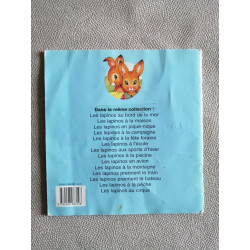 Dans la même collection :
Les lapinos au bord de la mer
Les lapinos à la maison
Les lapinos en pique-nique
Les lapinos à la campagne
Les lapinos à la fête foraine
Les lapinos à l'école
Les lapinos aux sports d'hiver
Les lapinos à la piscine
Les lapinos en avion
Les lapinos à la montagne
Les lapinos prennent le train
Les lapinos prennent le bateau
Les lapinos à la pêche
Les lapinos au cirque